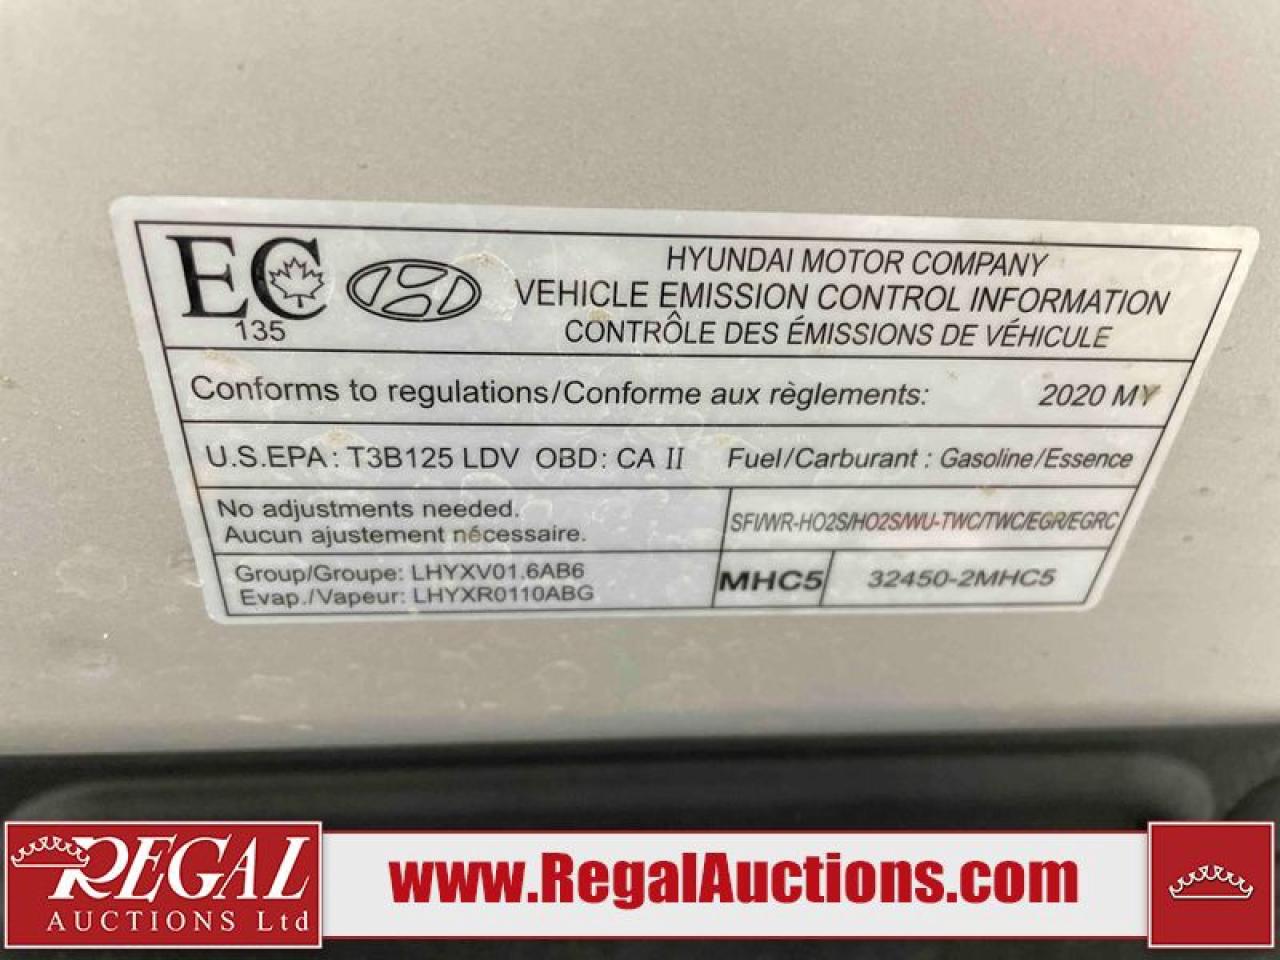 EC
135
HYUNDAI MOTOR COMPANY
VEHICLE EMISSION CONTROL INFORMATION
CONTRÔLE DES ÉMISSIONS DE VÉHICULE
Conforms to regulations/Conforme aux règlements: 2020 MY
U.S.EPA: T3B125 LDV OBD: CA II Fuel/Carburant : Gasoline/Essence
No adjustments needed.
Aucun ajustement nécessaire.
SFI/WR-HO2S/HO2S/WU-TWC/TWC/EGR/EGRC
Group/Groupe: LHYXV01.6AB6
Evap./Vapeur: LHYXR0110ABG
MHC5 32450-2MHC5
REGAL
AUCTIONS Ltd
www.RegalAuctions.com